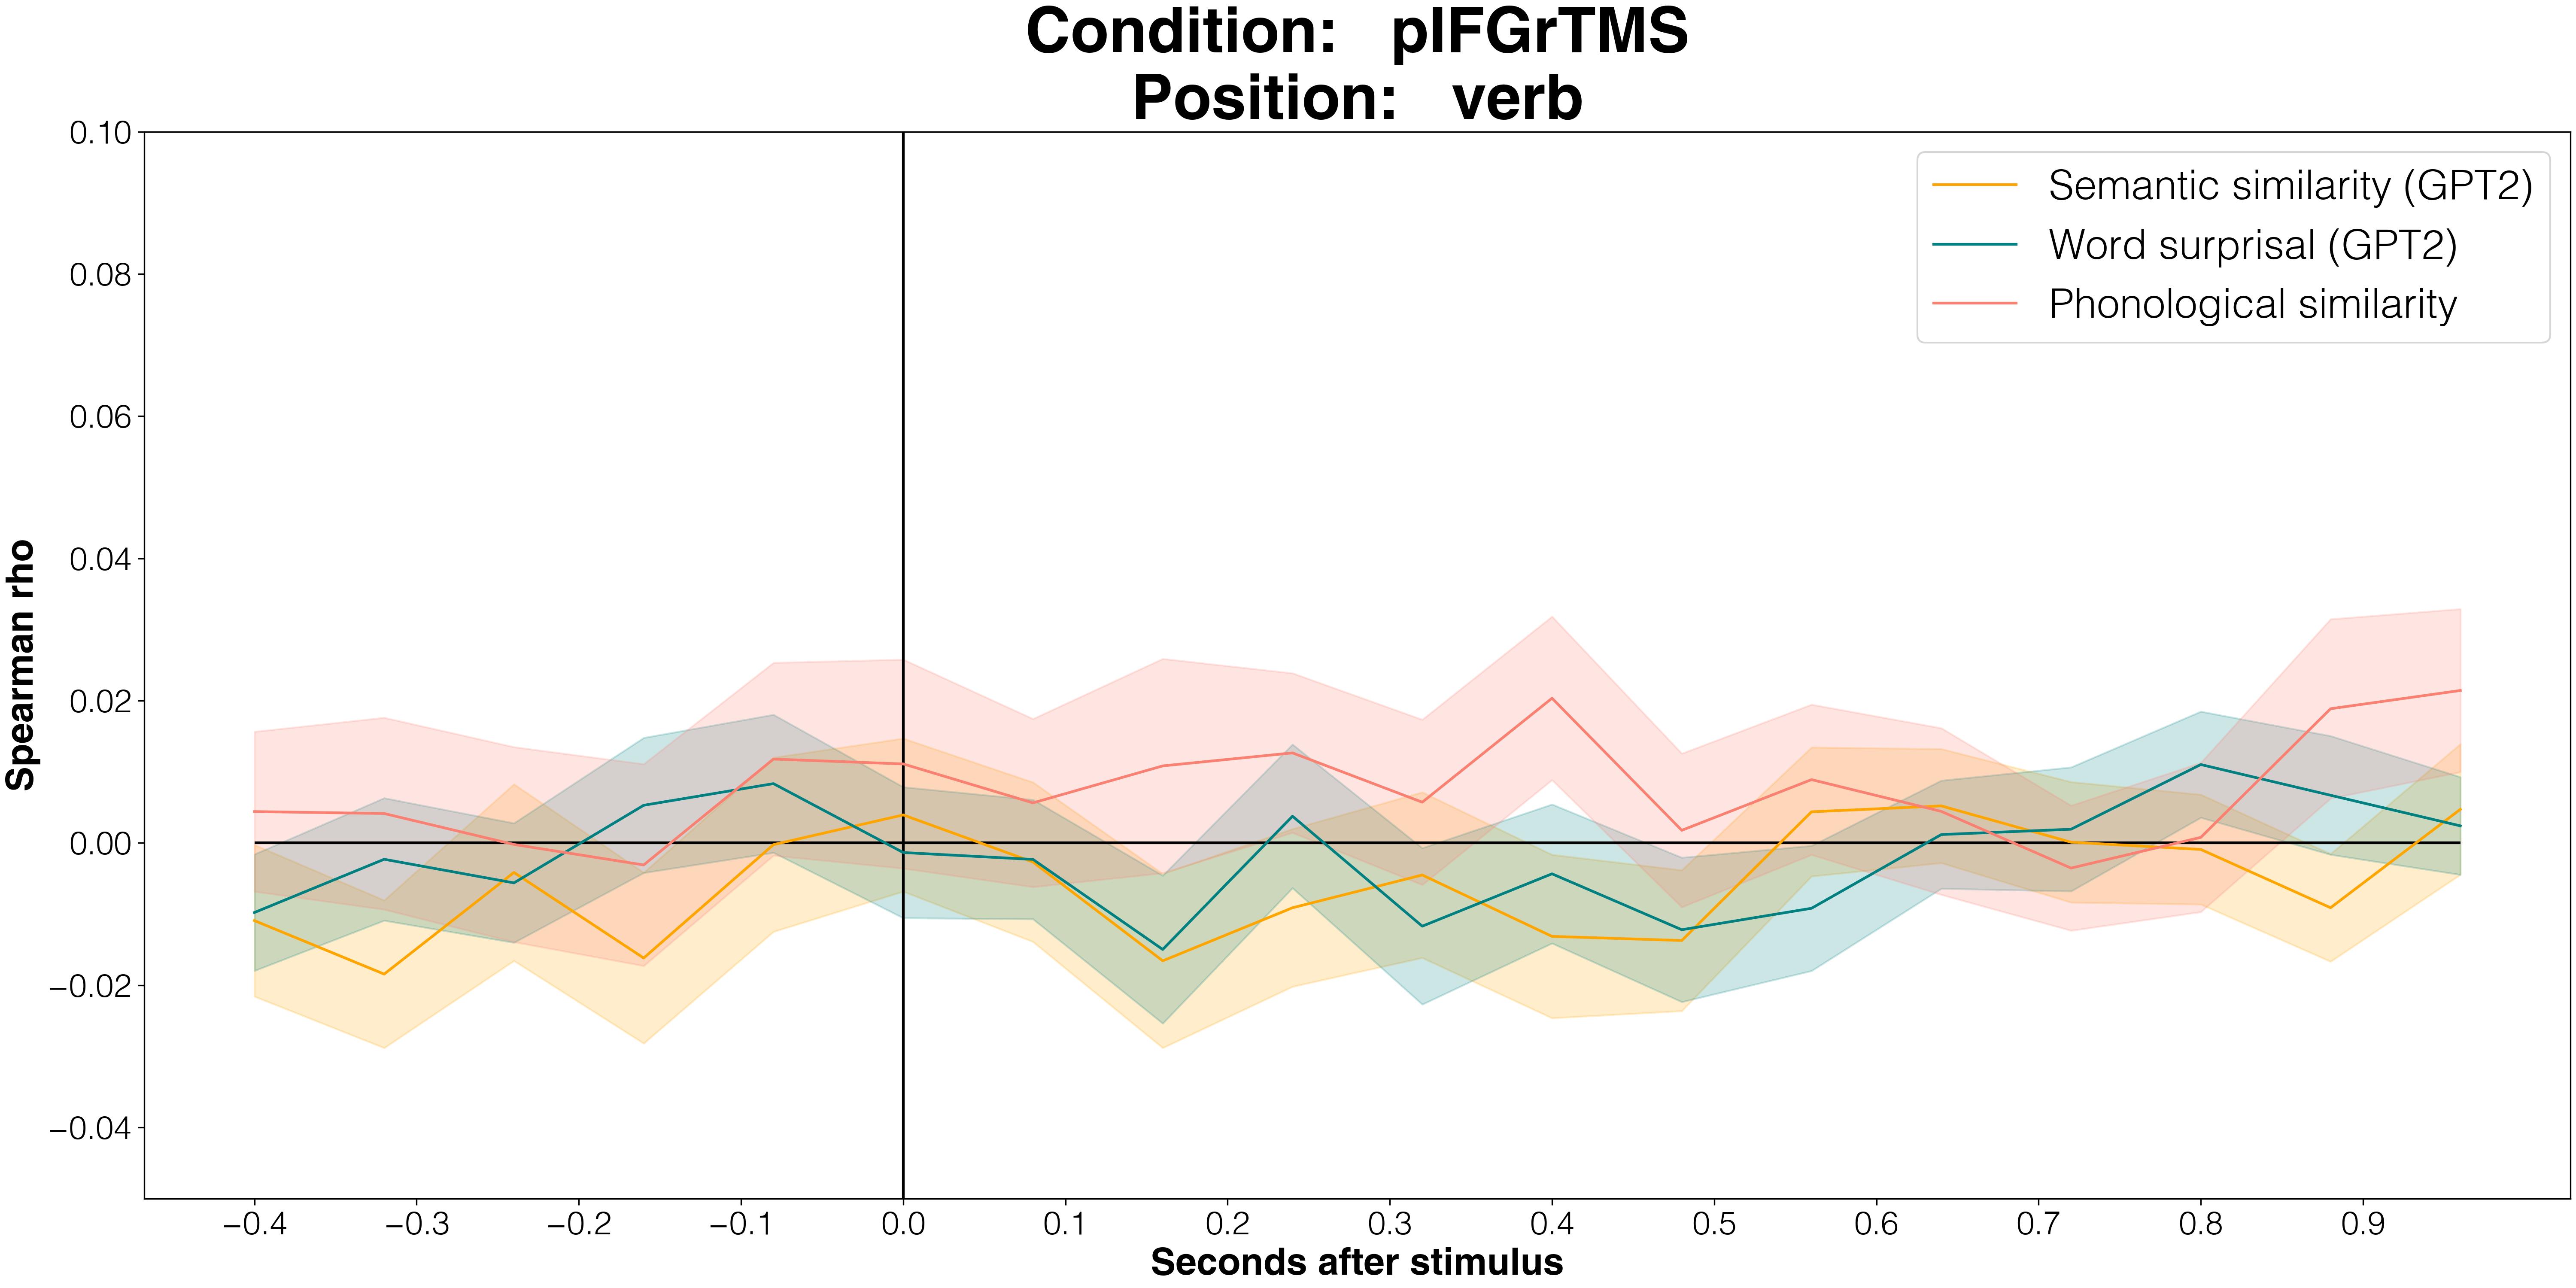 Condition:   pIFGrTMS
Position:   verb
Spearman rho
0.10
0.08
0.06
0.04
0.02
0.00
−0.02
−0.04
Semantic similarity (GPT2)
Word surprisal (GPT2)
Phonological similarity
−0.4 −0.3 −0.2 −0.1 0.0 0.1 0.2 0.3 0.4 0.5 0.6 0.7 0.8 0.9
Seconds after stimulus